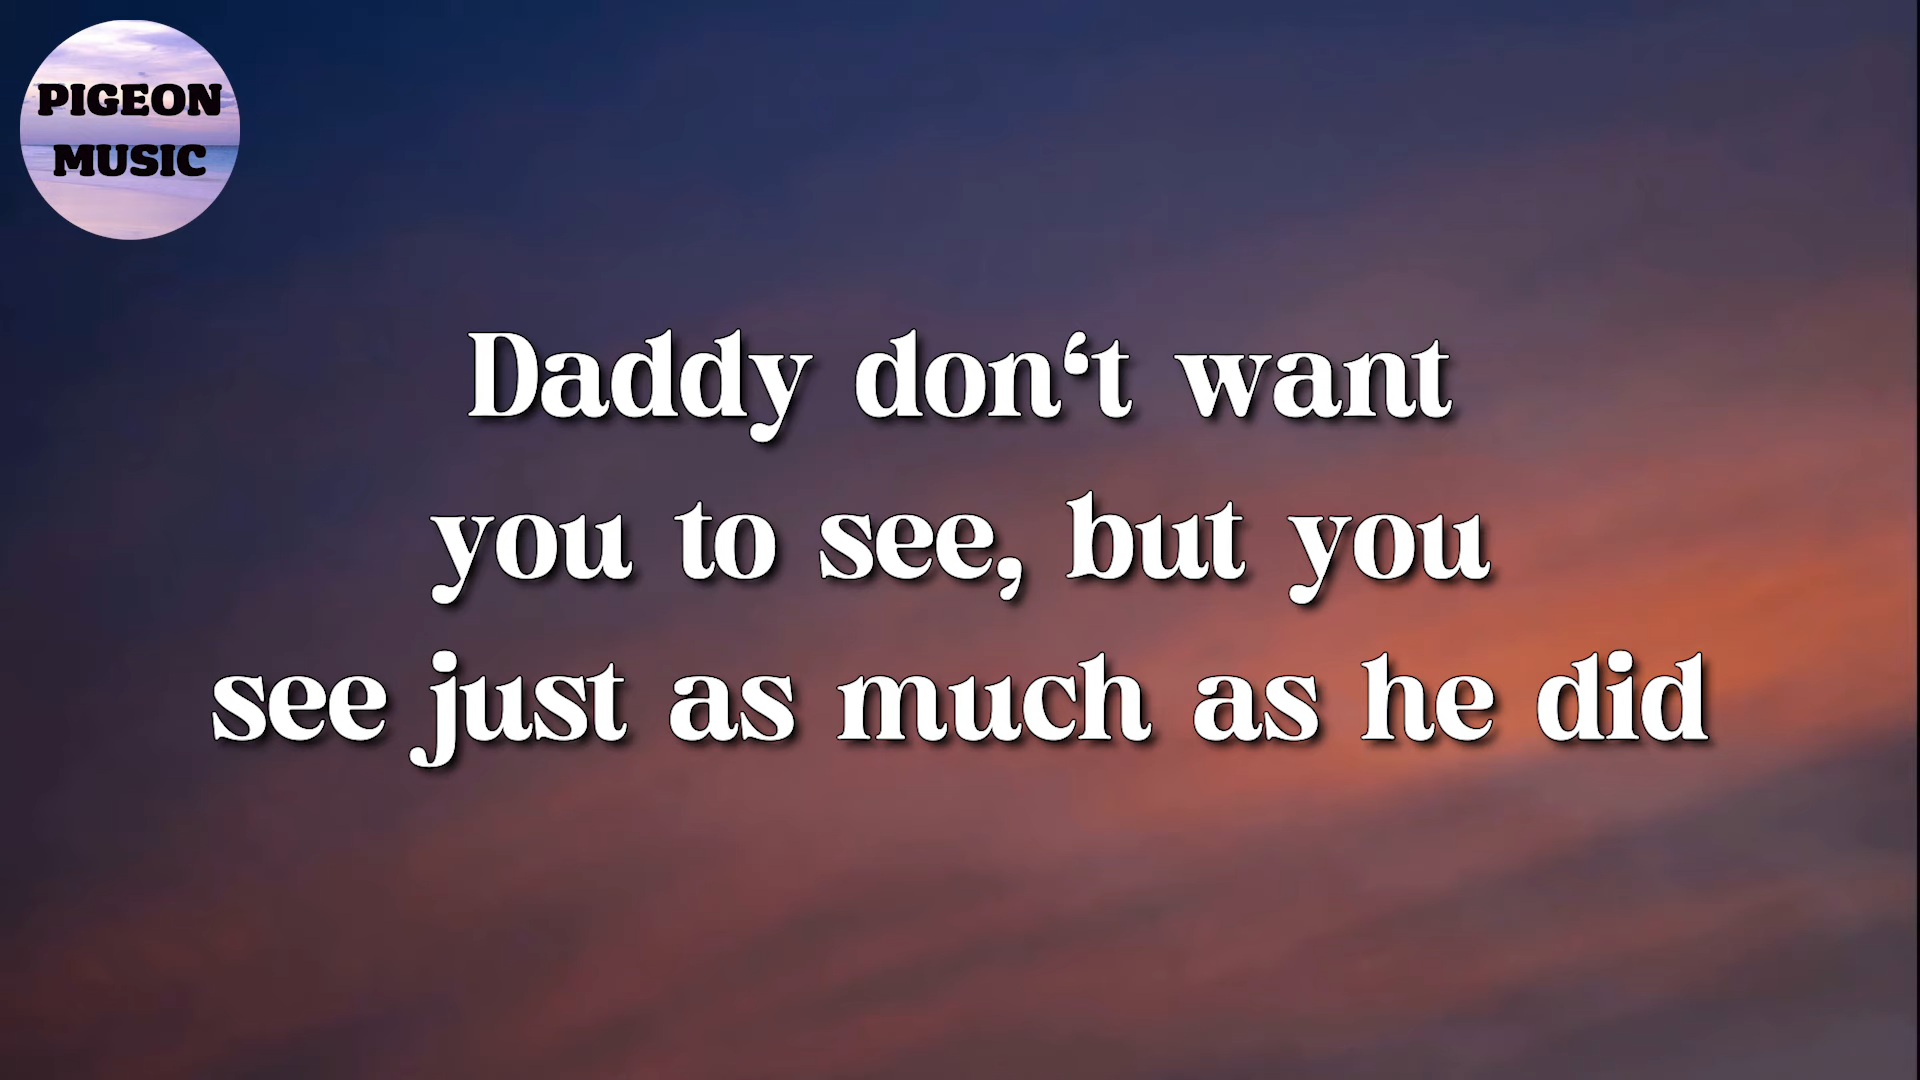 PIGEON
MUSIC
Daddy don‘t want
you to see, but you
see just as much as he did